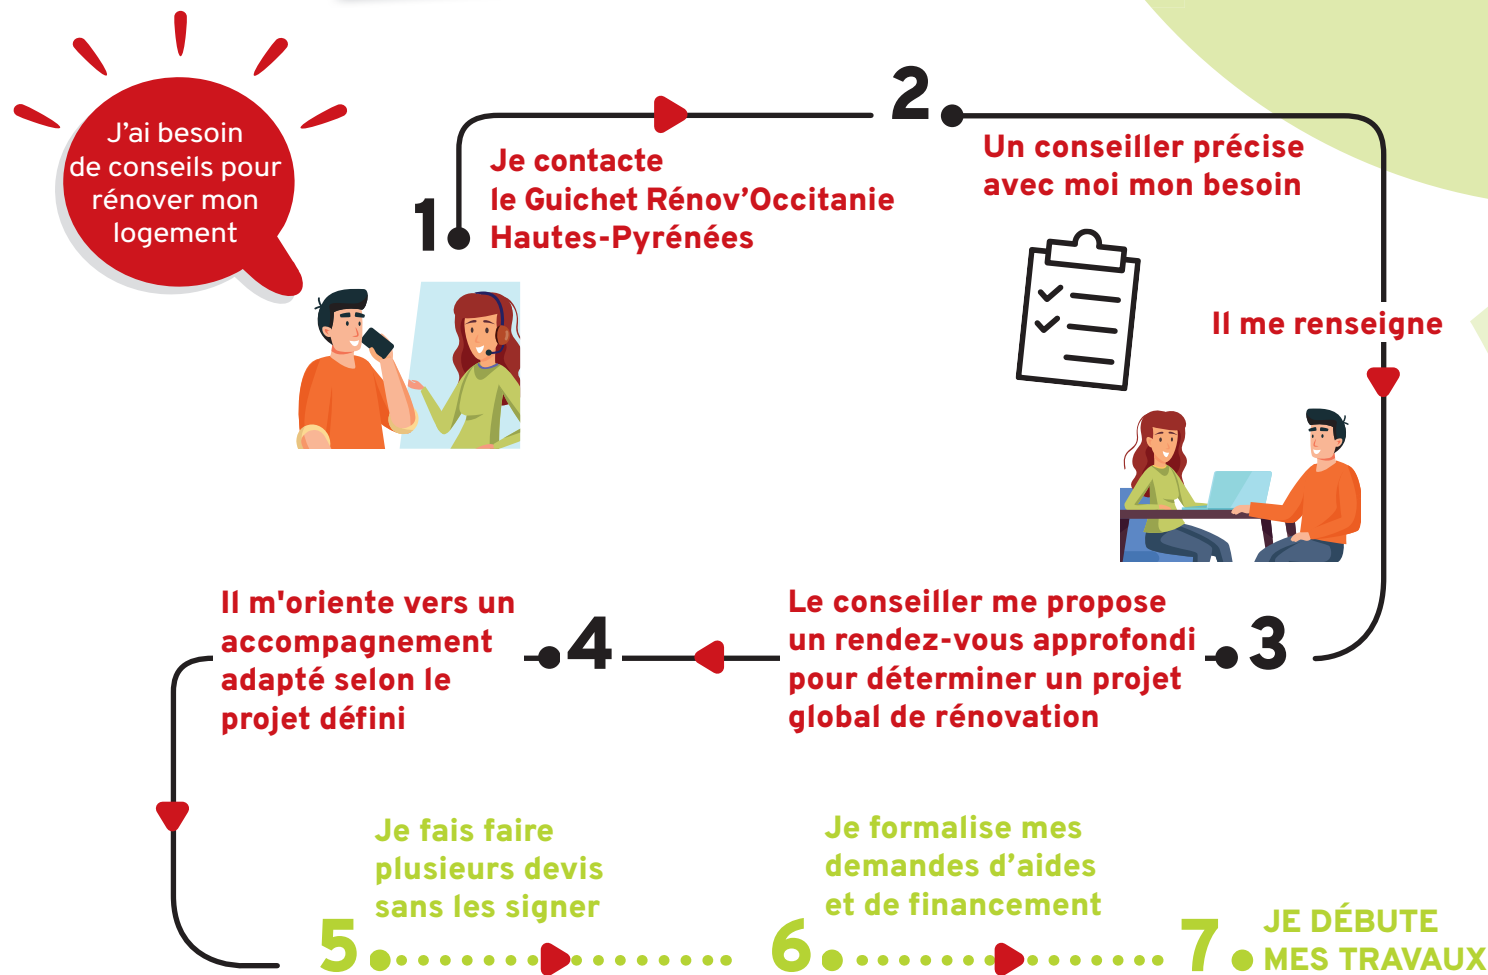 J'ai besoin
de conseils pour
rénover mon
logement
1
Je contacte
le Guichet Rénov'Occitanie
Hautes-Pyrénées
2
Un conseiller précise
avec moi mon besoin
Il me renseigne
3
Le conseiller me propose
un rendez-vous approfondi
pour déterminer un projet
global de rénovation
4
Il m'oriente vers un
accompagnement
adapté selon le
projet défini
5
Je fais faire
plusieurs devis
sans les signer
6
Je formalise mes
demandes d'aides
et de financement
7
JE DÉBUTE
MES TRAVAUX